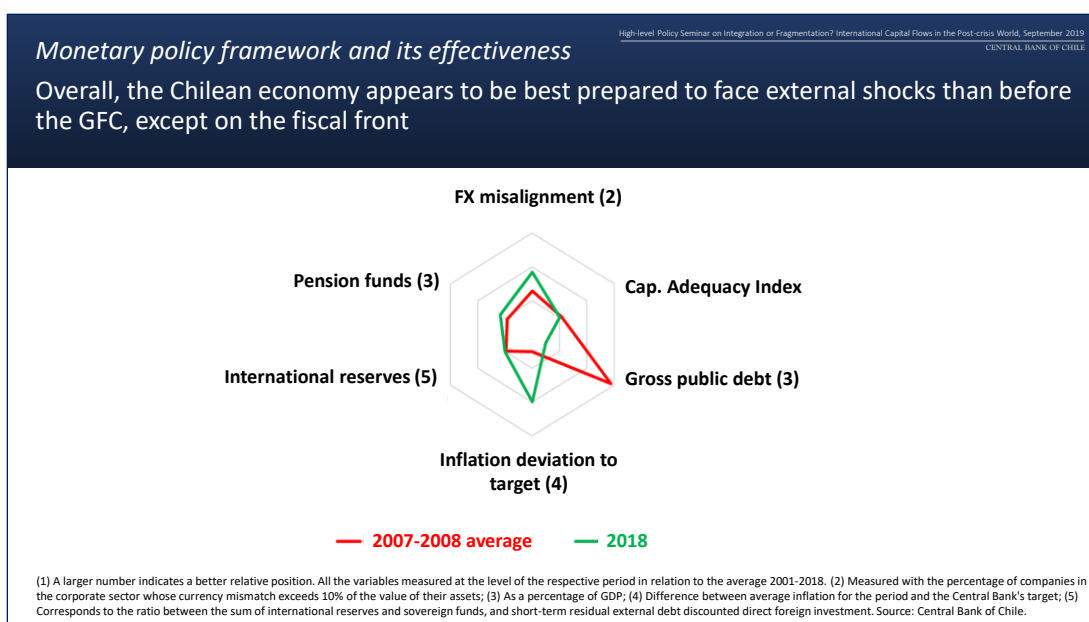 High-level Policy Seminar on Integration or Fragmentation? International Capital Flows in the Post-crisis World, September 2019
CENTRAL BANK OF CHILE
Monetary policy framework and its effectiveness
Overall, the Chilean economy appears to be best prepared to face external shocks than before
the GFC, except on the fiscal front
FX misalignment (2)
Pension funds (3)
Cap. Adequacy Index
International reserves (5)
Gross public debt (3)
Inflation deviation to
target (4)
2007-2008 average
2018
(1) A larger number indicates a better relative position. All the variables measured at the level of the respective period in relation to the average 2001-2018. (2) Measured with the percentage of companies in
the corporate sector whose currency mismatch exceeds 10% of the value of their assets; (3) As a percentage of GDP; (4) Difference between average inflation for the period and the Central Bank's target; (5)
Corresponds to the ratio between the sum of international reserves and sovereign funds, and short-term residual external debt discounted direct foreign investment. Source: Central Bank of Chile.